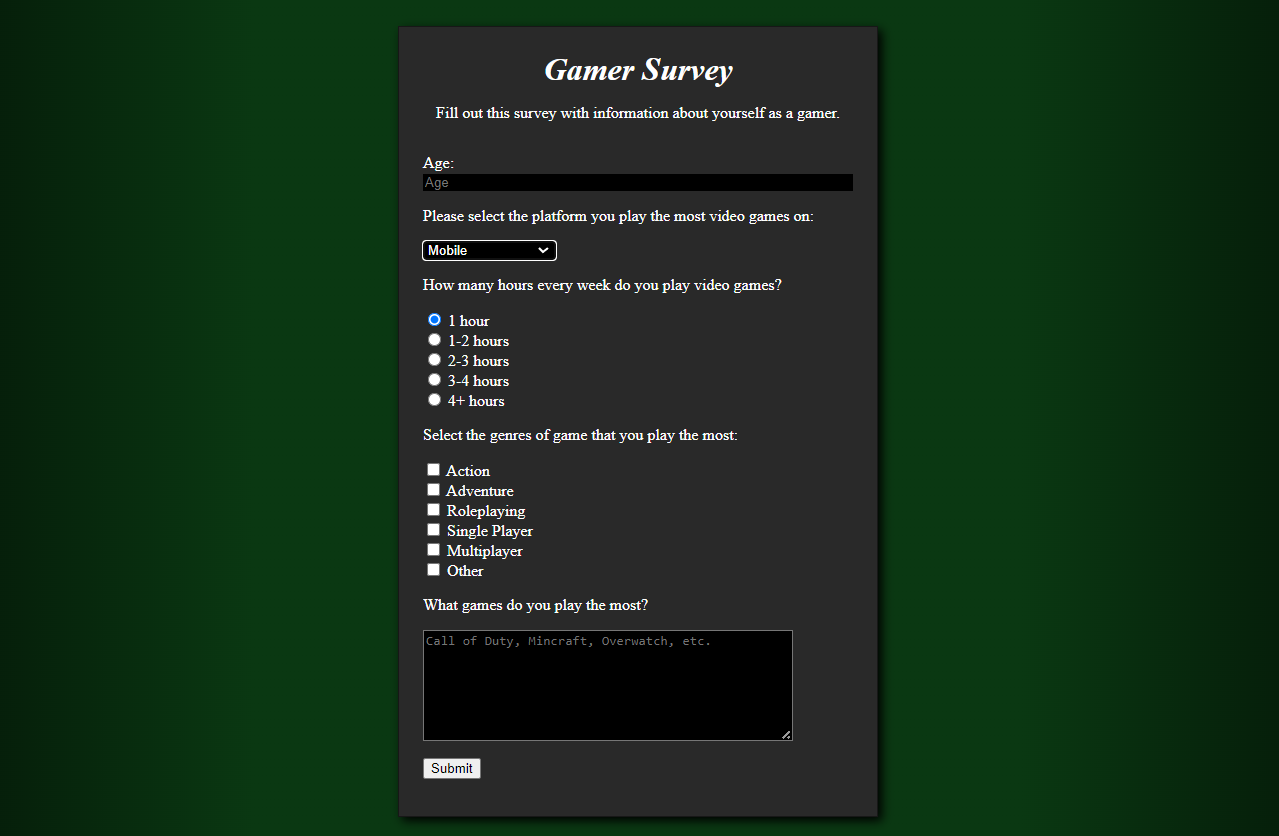 Gamer Survey
Fill out this survey with information about yourself as a gamer.
Age:
Age
Please select the platform you play the most video games on:
Mobile
How many hours every week do you play video games?
1 hour
1-2 hours
2-3 hours
3-4 hours
4+ hours
Select the genres of game that you play the most:
Action
Adventure
Roleplaying
Single Player
Multiplayer
Other
What games do you play the most?
Call of Duty, Mincraft, Overwatch, etc.
Submit